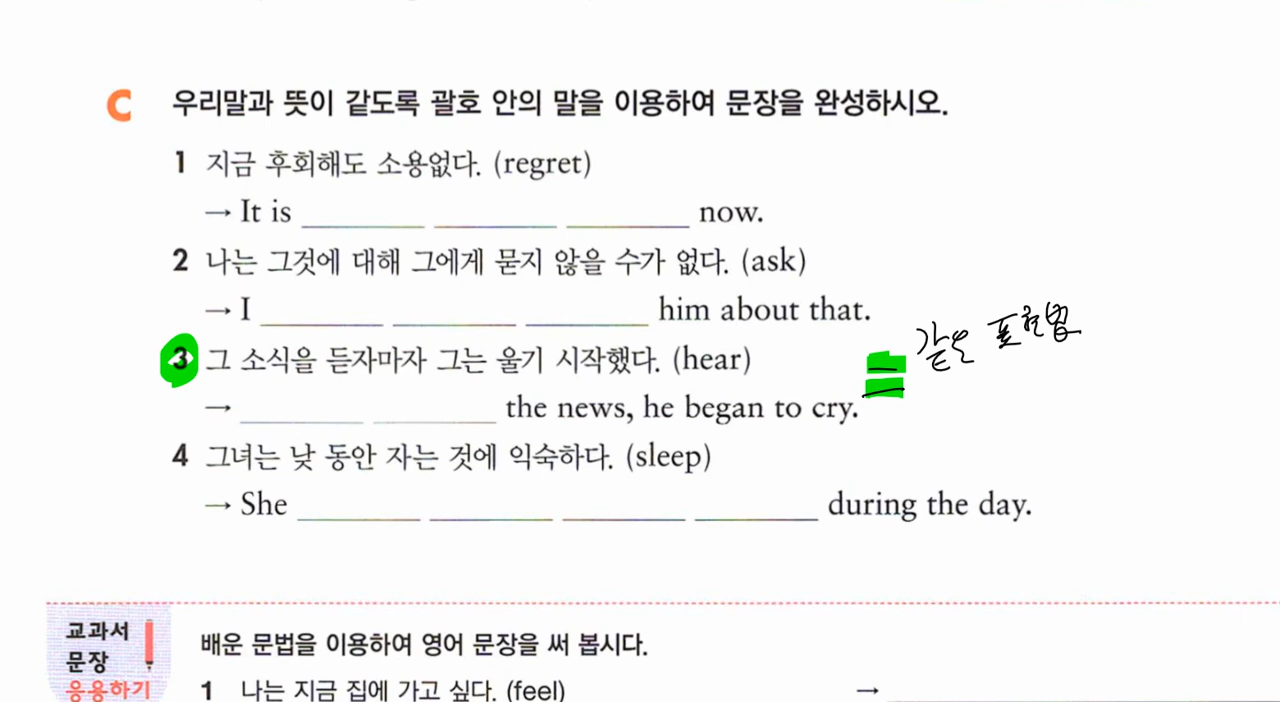 C 우리말과 뜻이 같도록 괄호 안의 말을 이용하여 문장을 완성하시오.
1 지금 후회해도 소용없다. (regret)
→ It is ________ ________ ________ now.
2 나는 그것에 대해 그에게 묻지 않을 수가 없다. (ask)
→ I ________ ________ ________ him about that.
3 그 소식을 듣자마자 그는 울기 시작했다. (hear)
= 같은 표현법
→ ________ ________ the news, he began to cry.
4 그녀는 낮 동안 자는 것에 익숙하다. (sleep)
→ She ________ ________ ________ ________ during the day.
교과서
문장
응용하기
배운 문법을 이용하여 영어 문장을 써 봅시다.
1 나는 지금 집에 가고 싶다. (feel) → ________